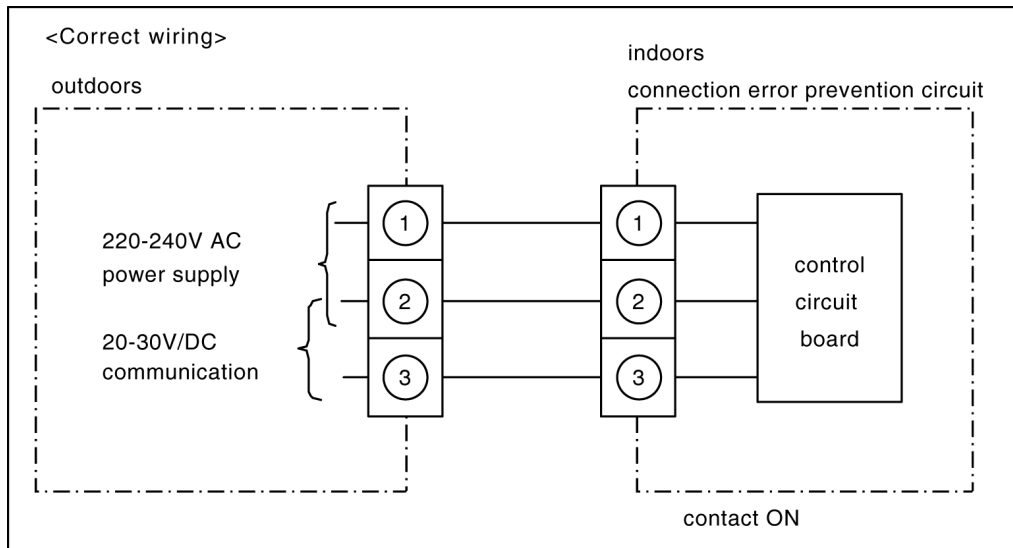 <Correct wiring>
outdoors
indoors
connection error prevention circuit
220-240V AC
power supply
20-30V/DC
communication
1
2
3
1
2
3
control
circuit
board
contact ON